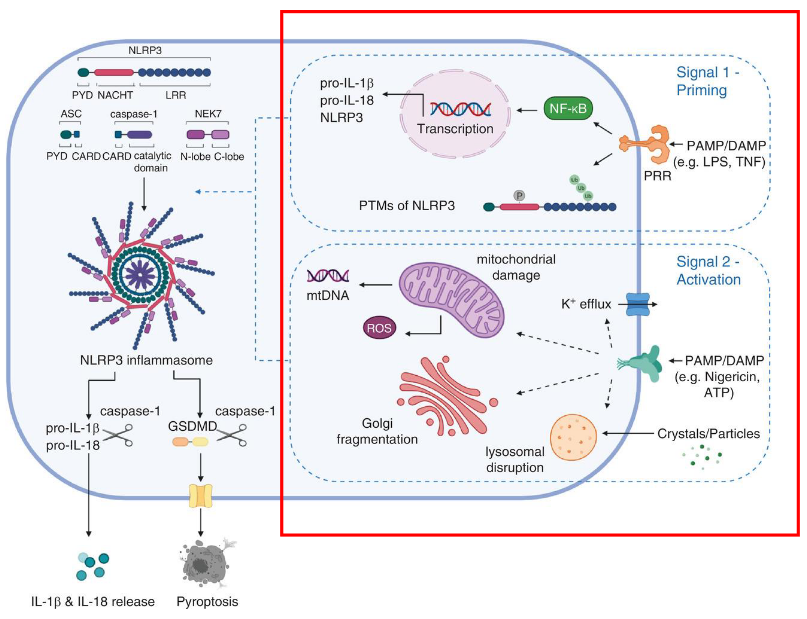 NLRP3
PYD NACHT LRR
ASC caspase-1 NEK7
PYD CARD CARD catalytic domain N-lobe C-lobe
NLRP3 inflammasome
caspase-1
pro-IL-1β
pro-IL-18
caspase-1
GSDMD
IL-1β & IL-18 release
Pyroptosis
Signal 1 -
Priming
pro-IL-1β
pro-IL-18
NLRP3
Transcription
NF-κB
PAMP/DAMP
(e.g. LPS, TNF)
PRR
PTMs of NLRP3
P
Ub
Ub
Ub
Signal 2 -
Activation
mitochondrial
damage
mtDNA
ROS
K⁺ efflux
PAMP/DAMP
(e.g. Nigericin,
ATP)
Golgi
fragmentation
lysosomal
disruption
Crystals/Particles